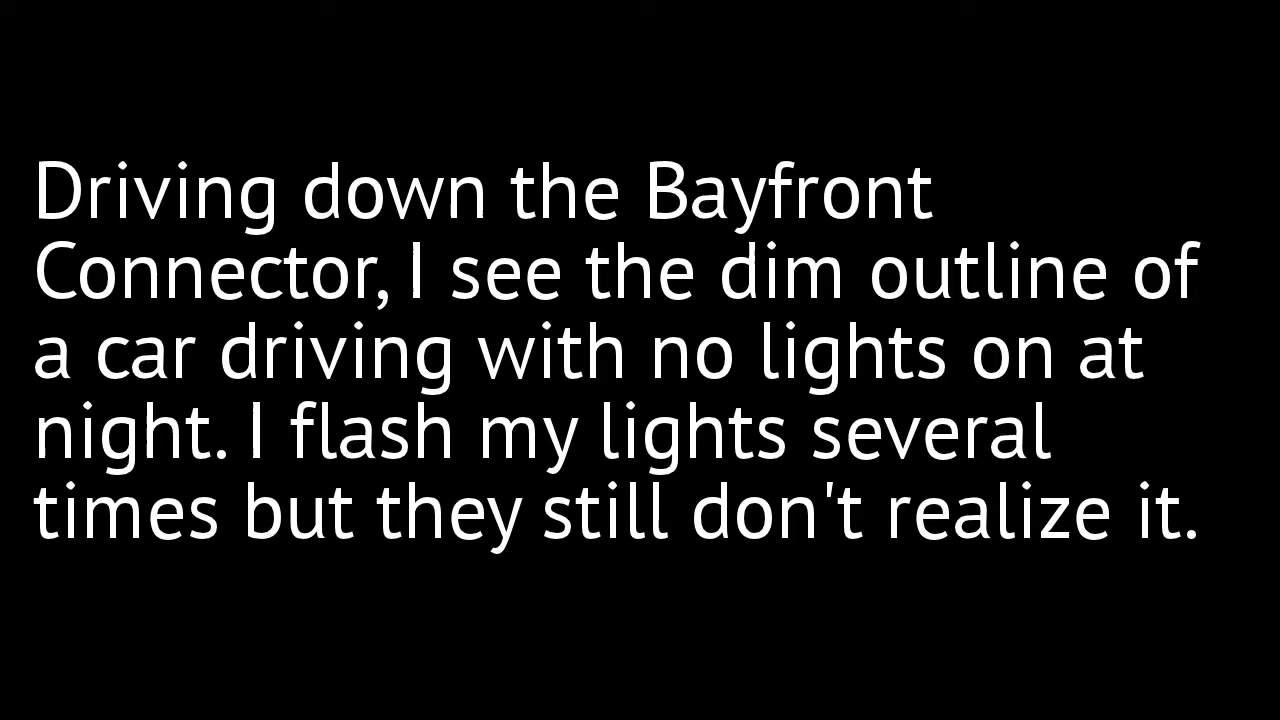 Driving down the Bayfront
Connector, I see the dim outline of
a car driving with no lights on at
night. I flash my lights several
times but they still don't realize it.